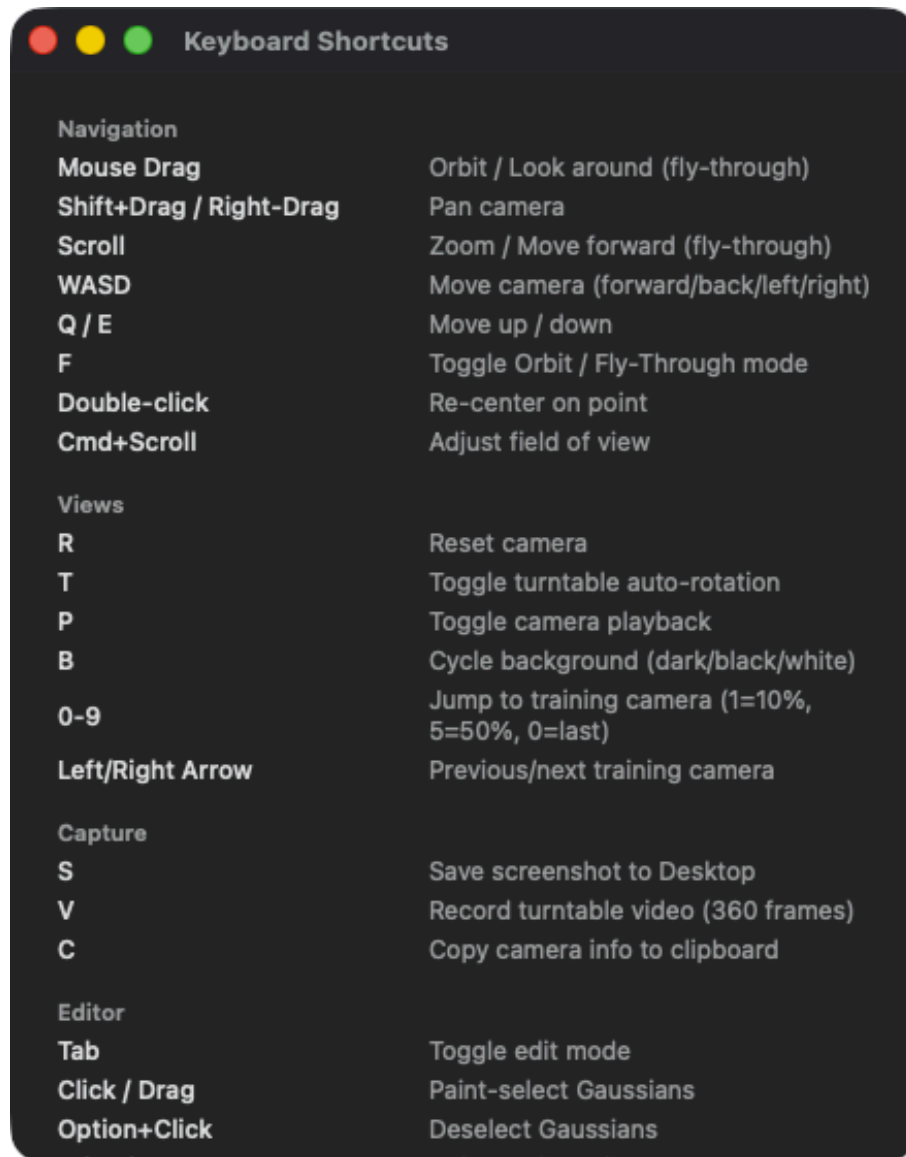 Keyboard Shortcuts
Navigation
Mouse Drag Orbit / Look around (fly-through)
Shift+Drag / Right-Drag Pan camera
Scroll Zoom / Move forward (fly-through)
WASD Move camera (forward/back/left/right)
Q / E Move up / down
F Toggle Orbit / Fly-Through mode
Double-click Re-center on point
Cmd+Scroll Adjust field of view
Views
R Reset camera
T Toggle turntable auto-rotation
P Toggle camera playback
B Cycle background (dark/black/white)
0-9 Jump to training camera (1=10%,
5=50%, 0=last)
Left/Right Arrow Previous/next training camera
Capture
S Save screenshot to Desktop
V Record turntable video (360 frames)
C Copy camera info to clipboard
Editor
Tab Toggle edit mode
Click / Drag Paint-select Gaussians
Option+Click Deselect Gaussians